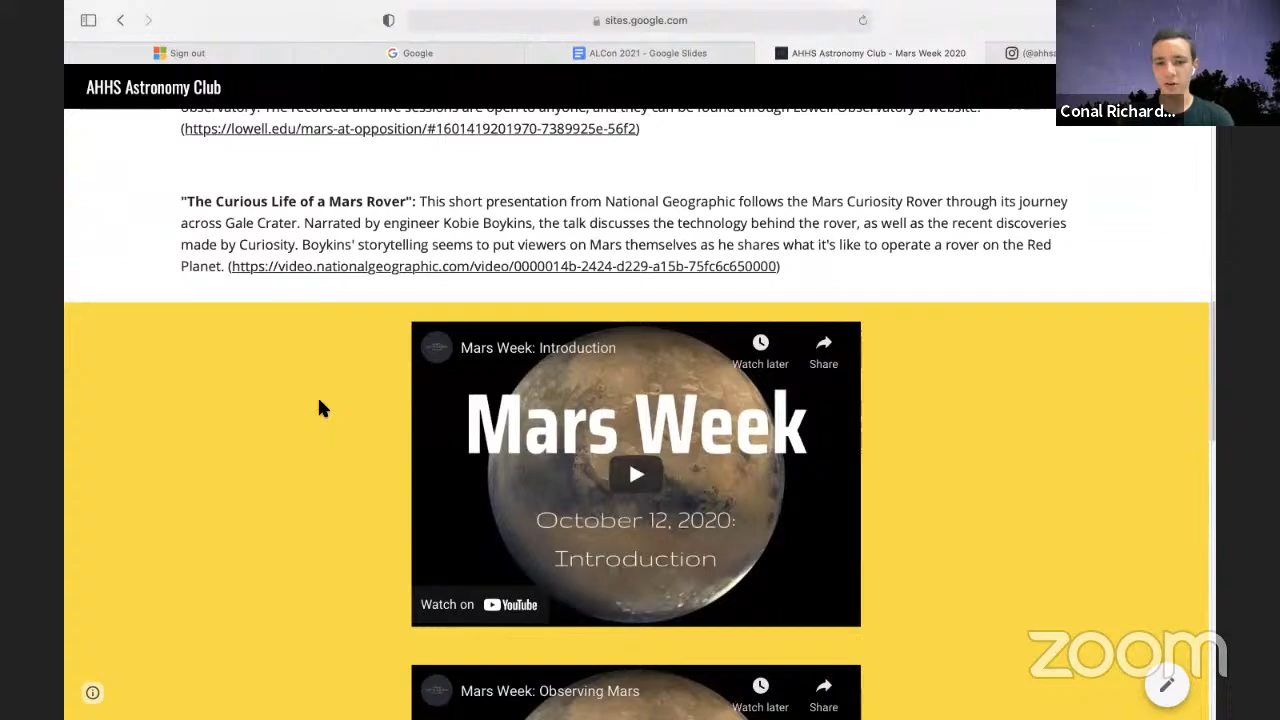 sites.google.com
Sign out
Google
ALCon 2021 - Google Slides
AHHS Astronomy Club - Mars Week 2020
(@ahhsa
AHHS Astronomy Club
Conal Richard...
(https://lowell.edu/mars-at-opposition/#1601419201970-7389925e-56f2)
"The Curious Life of a Mars Rover": This short presentation from National Geographic follows the Mars Curiosity Rover through its journey
across Gale Crater. Narrated by engineer Kobie Boykins, the talk discusses the technology behind the rover, as well as the recent discoveries
made by Curiosity. Boykins' storytelling seems to put viewers on Mars themselves as he shares what it's like to operate a rover on the Red
Planet. (https://video.nationalgeographic.com/video/0000014b-2424-d229-a15b-75fc6c650000)
Mars Week: Introduction
Watch later
Share
Mars Week
October 12, 2020:
Introduction
Watch on YouTube
Mars Week: Observing Mars
Watch later
Share
zoom